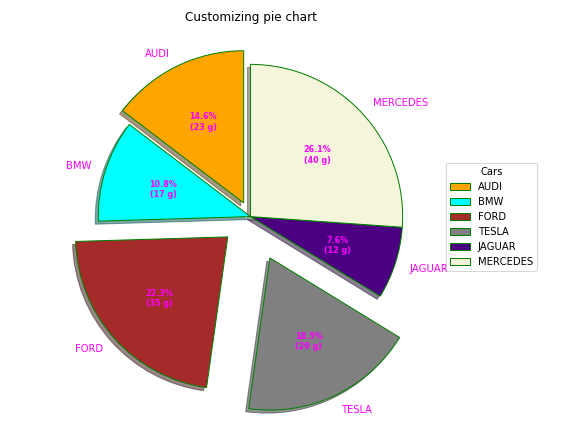 Customizing pie chart
AUDI
MERCEDES
14.6%
(23 g)
26.1%
(40 g)
BMW
10.8%
(17 g)
7.6%
(12 g)
JAGUAR
22.3%
(35 g)
18.5%
(28 g)
FORD
TESLA
Cars
AUDI
BMW
FORD
TESLA
JAGUAR
MERCEDES